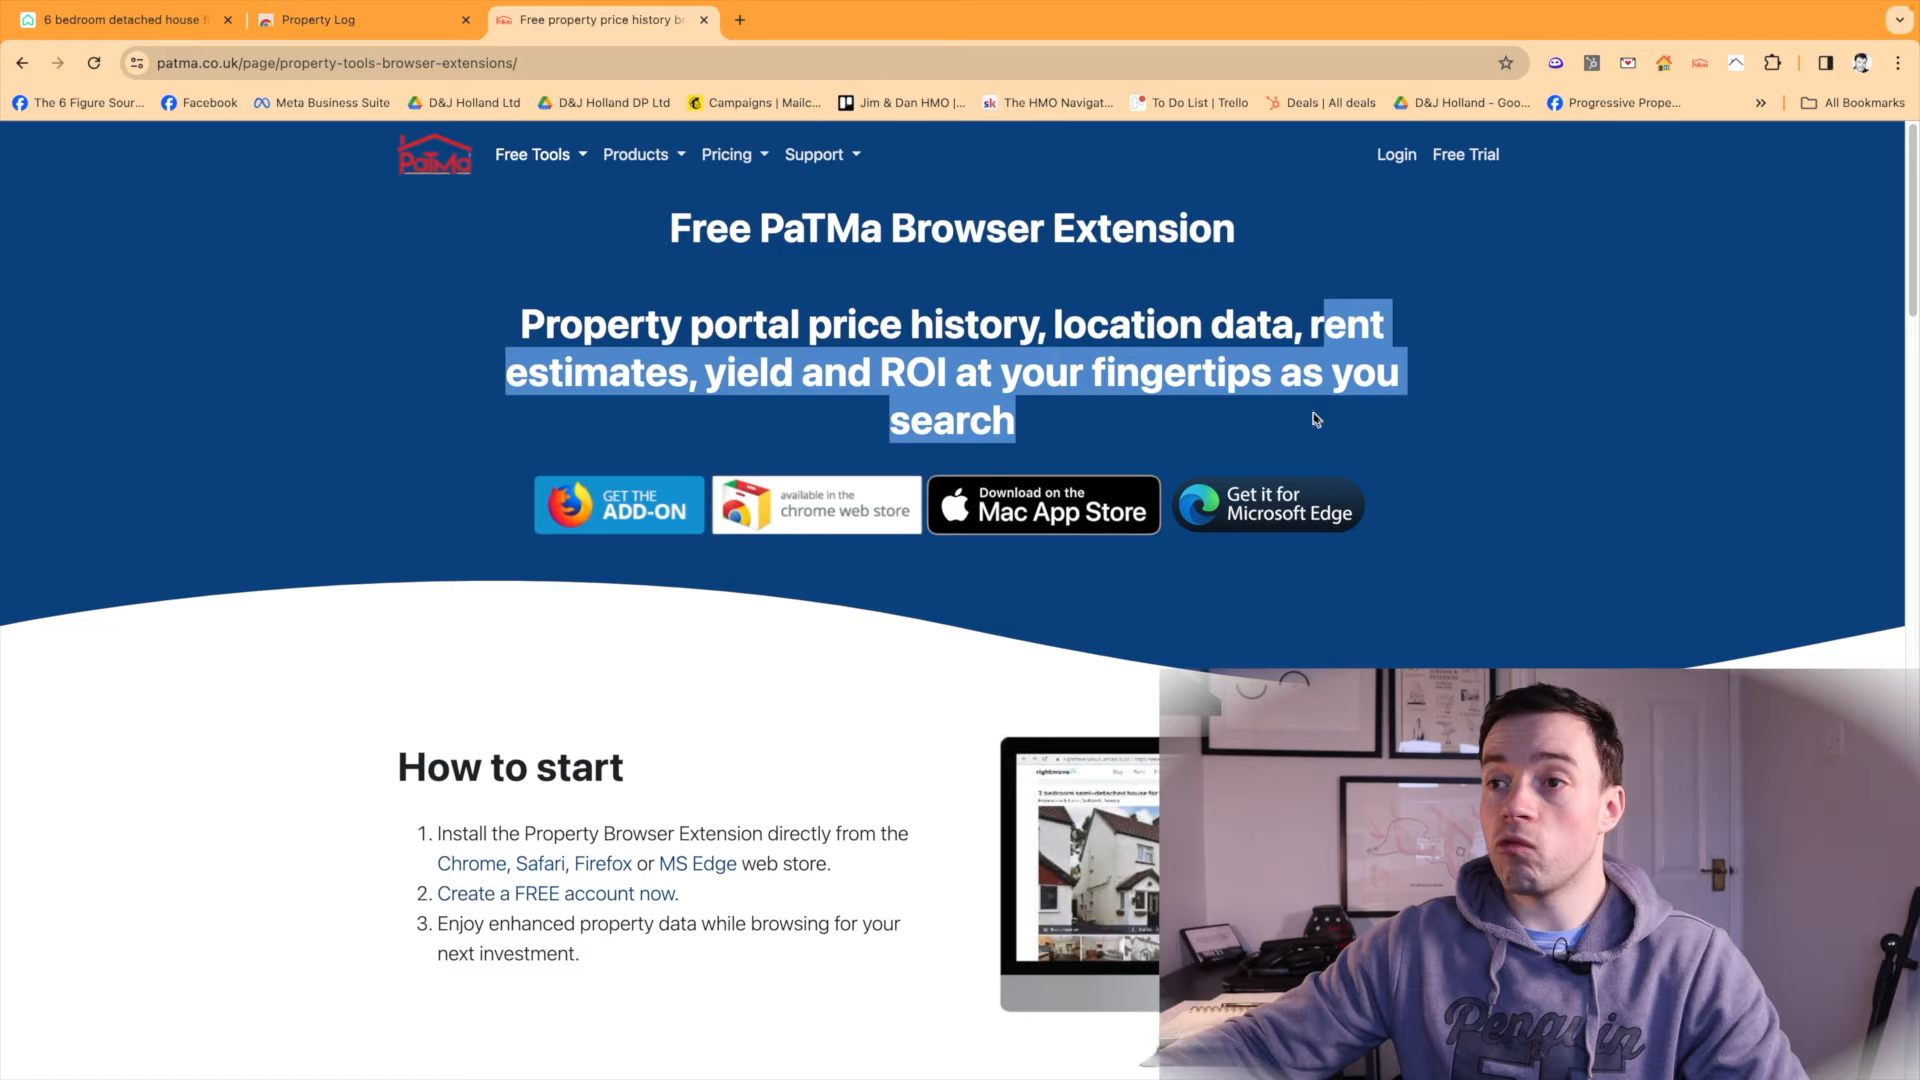 6 bedroom detached house f
Property Log
Free property price history br
patma.co.uk/page/property-tools-browser-extensions/
The 6 Figure Sour...
Facebook
Meta Business Suite
D&J Holland Ltd
D&J Holland DP Ltd
Campaigns | Mailc...
Jim & Dan HMO |...
The HMO Navigat...
To Do List | Trello
Deals | All deals
D&J Holland - Goo...
Progressive Prope...
All Bookmarks
PaTMa
Free Tools
Products
Pricing
Support
Login
Free Trial
Free PaTMa Browser Extension
Property portal price history, location data, rent
estimates, yield and ROI at your fingertips as you
search
GET THE
ADD-ON
available in the
chrome web store
Download on the
Mac App Store
Get it for
Microsoft Edge
How to start
1. Install the Property Browser Extension directly from the
Chrome, Safari, Firefox or MS Edge web store.
2. Create a FREE account now.
3. Enjoy enhanced property data while browsing for your
next investment.
rightmove
Penguin